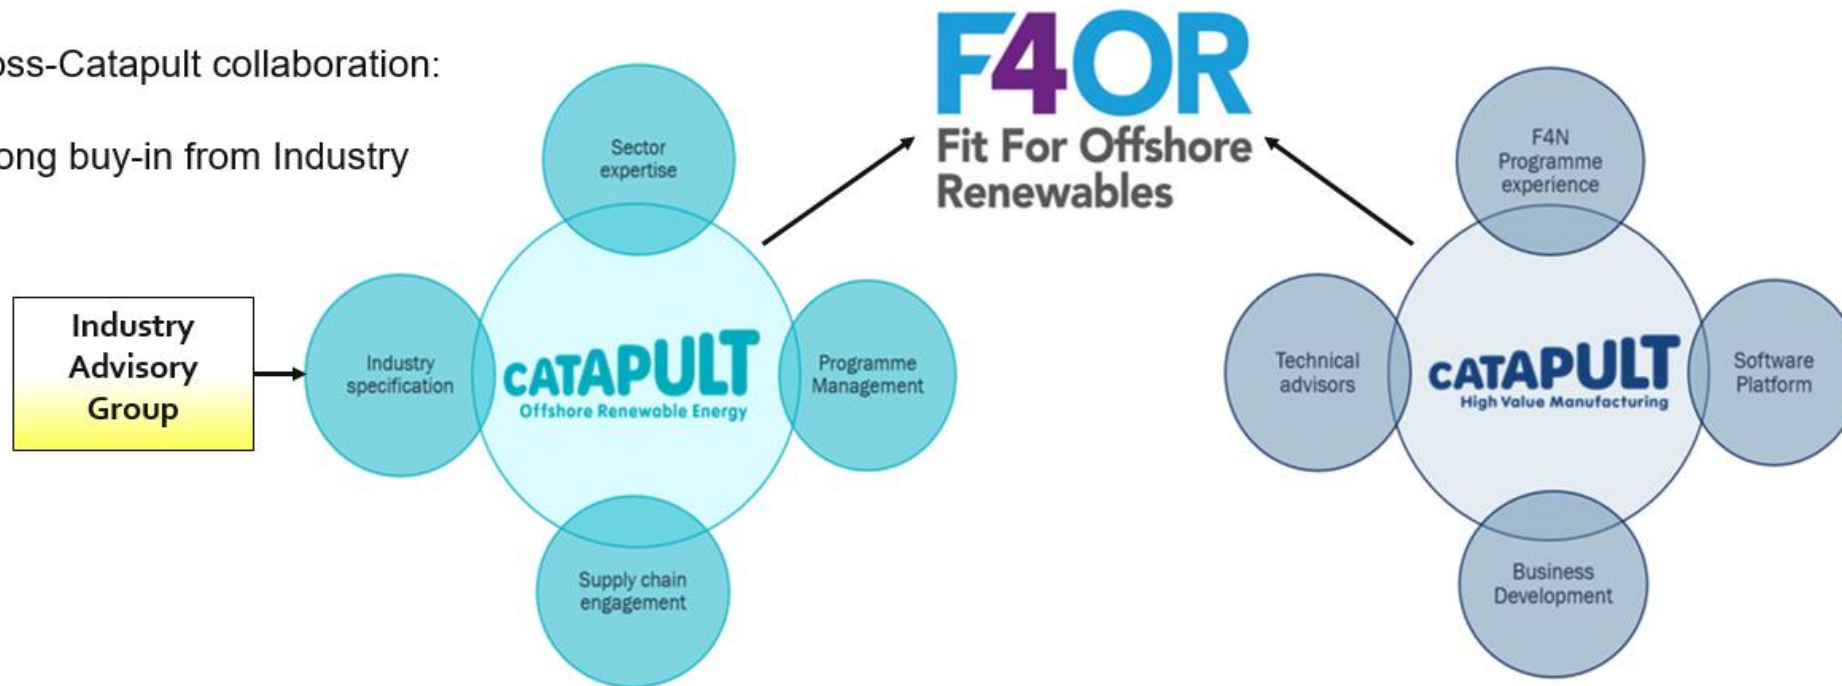 oss-Catapult collaboration:
ong buy-in from Industry
F4OR
Fit For Offshore
Renewables
Sector
expertise
Industry
Advisory
Group
Industry
specification
CATAPULT
Offshore Renewable Energy
Programme
Management
Supply chain
engagement
F4N
Programme
experience
Technical
advisors
CATAPULT
High Value Manufacturing
Software
Platform
Business
Development